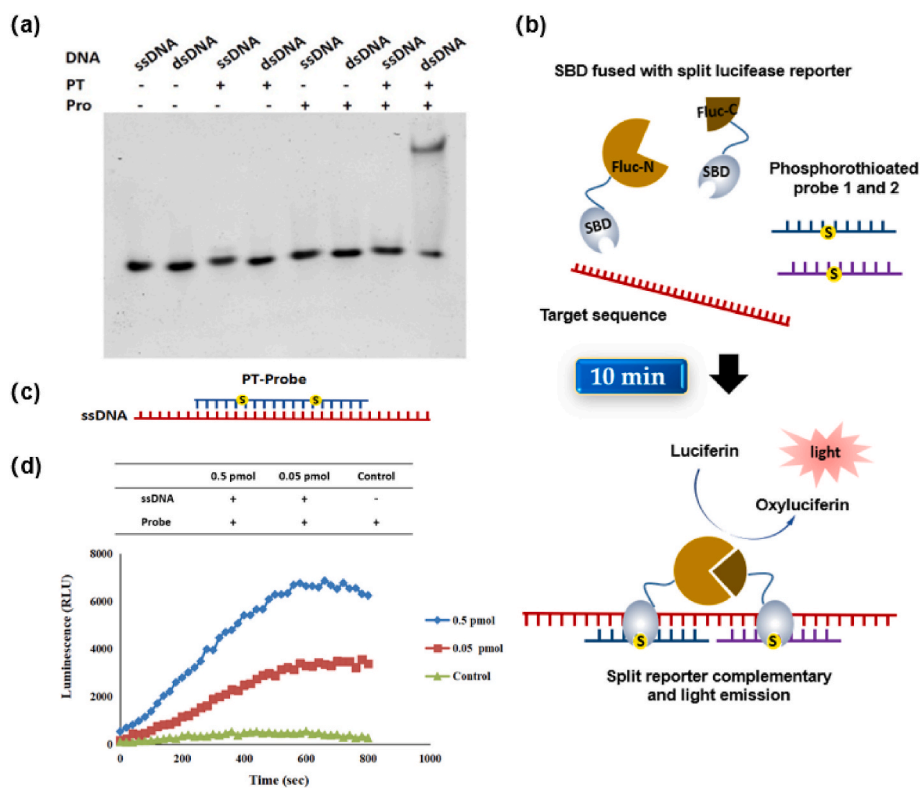 (a)
DNA ssDNA dsDNA ssDNA dsDNA ssDNA dsDNA ssDNA dsDNA
PT - - + + - - + +
Pro - - - - + + + +
(b)
SBD fused with split lucifease reporter
Fluc-C
Fluc-N
SBD
SBD
Phosphorothioated
probe 1 and 2
S
S
Target sequence
10 min
Luciferin
light
Oxyluciferin
S
S
Split reporter complementary
and light emission
(c)
PT-Probe
S S
ssDNA
(d)
0.5 pmol 0.05 pmol Control
ssDNA + + -
Probe + + +
8000
6000
4000
2000
0
Luminescence (RLU)
0 200 400 600 800 1000
Time (sec)
0.5 pmol
0.05 pmol
Control